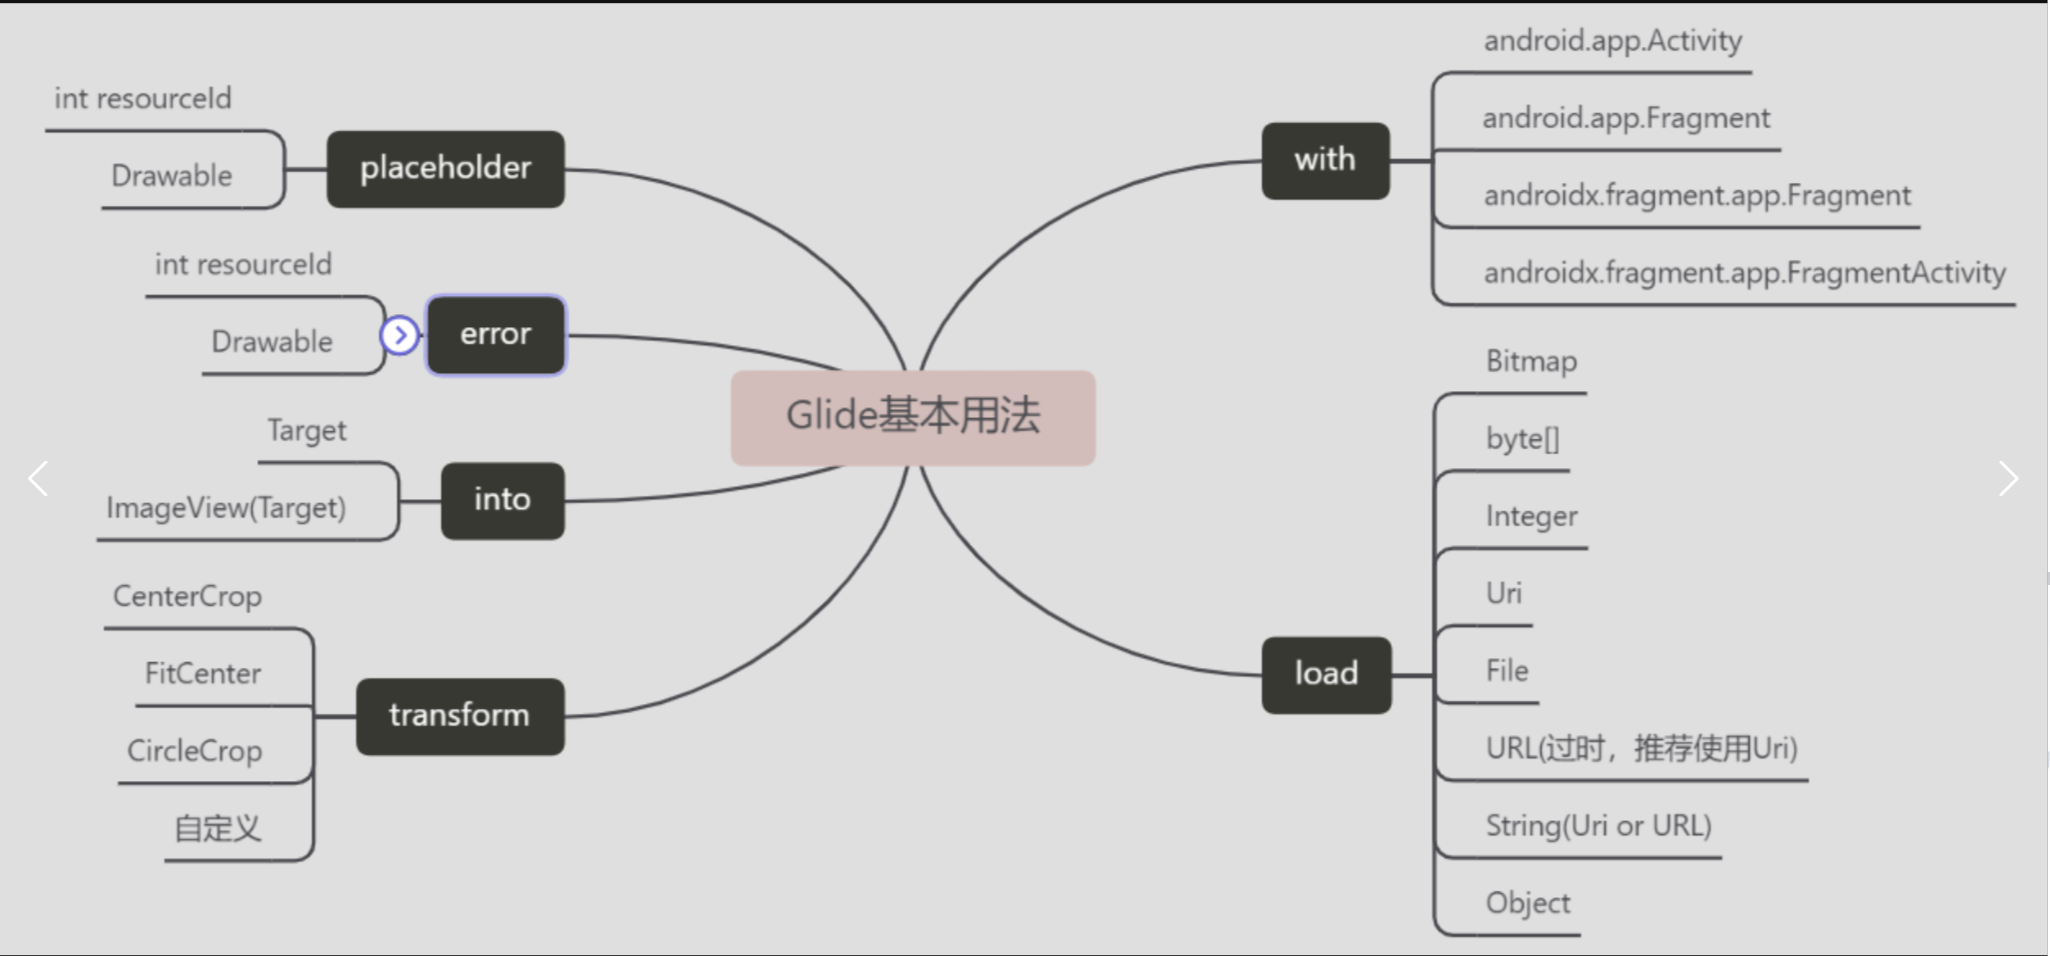 Glide基本用法
placeholder
int resourceId
Drawable
error
int resourceId
Drawable
into
Target
ImageView(Target)
transform
CenterCrop
FitCenter
CircleCrop
自定义
with
android.app.Activity
android.app.Fragment
androidx.fragment.app.Fragment
androidx.fragment.app.FragmentActivity
load
Bitmap
byte[]
Integer
Uri
File
URL(过时，推荐使用Uri)
String(Uri or URL)
Object